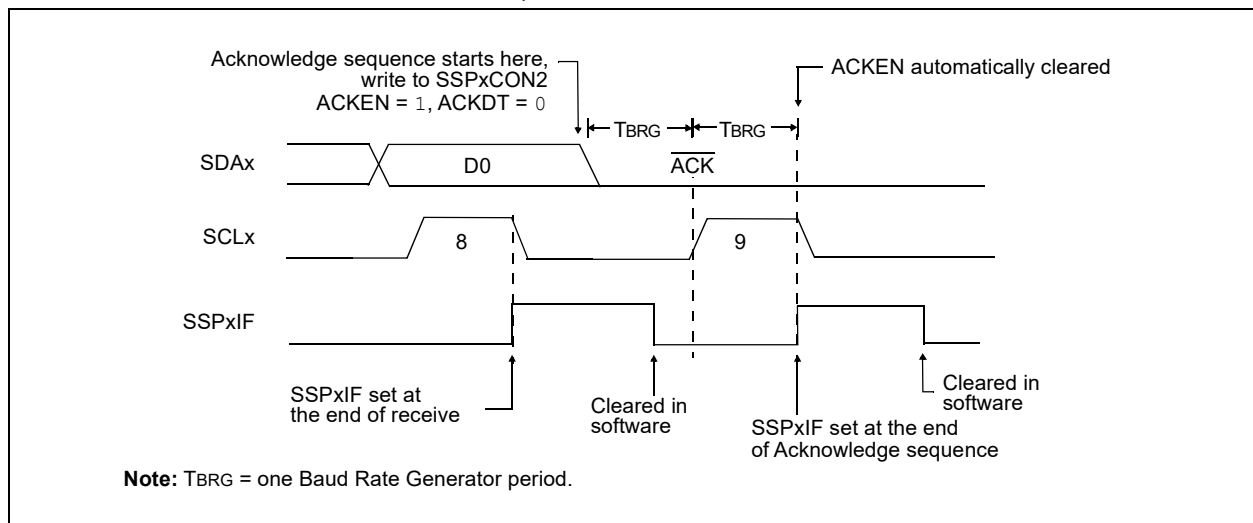 Acknowledge sequence starts here,
write to SSPxCON2
ACKEN = 1, ACKDT = 0
ACKEN automatically cleared
TBRG
TBRG
SDAx
D0
ACK
SCLx
8
9
SSPxIF
SSPxIF set at
the end of receive
Cleared in
software
SSPxIF set at the end
of Acknowledge sequence
Cleared in
software
Note: TBRG = one Baud Rate Generator period.